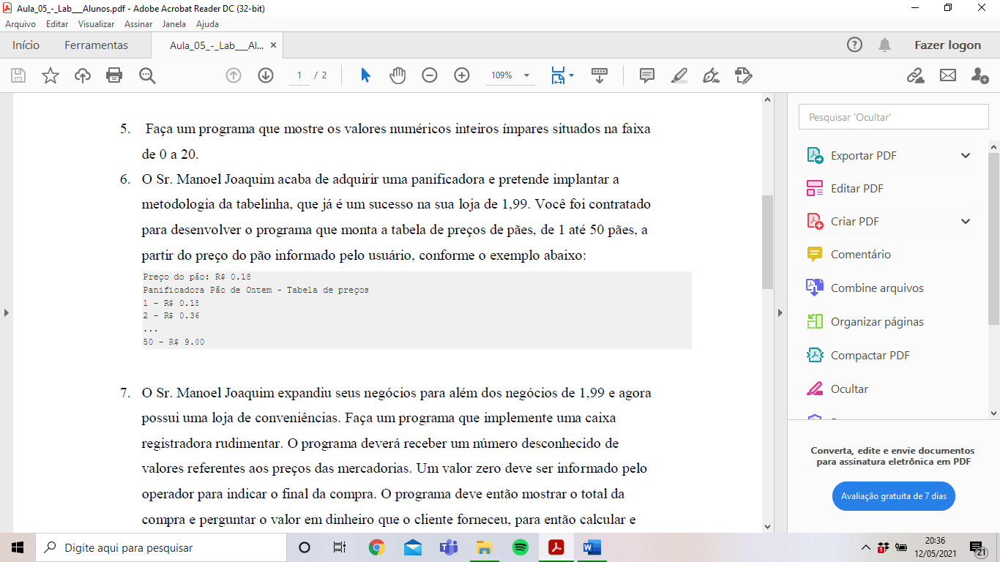 Aula_05_-_Lab___Alunos.pdf - Adobe Acrobat Reader DC (32-bit)
Arquivo Editar Visualizar Assinar Janela Ajuda
Início Ferramentas Aula_05_-_Lab___Al... × Fazer logon
1 / 2 109%
5. Faça um programa que mostre os valores numéricos inteiros ímpares situados na faixa
de 0 a 20.
6. O Sr. Manoel Joaquim acaba de adquirir uma panificadora e pretende implantar a
metodologia da tabelinha, que já é um sucesso na sua loja de 1,99. Você foi contratado
para desenvolver o programa que monta a tabela de preços de pães, de 1 até 50 pães, a
partir do preço do pão informado pelo usuário, conforme o exemplo abaixo:
Preço do pão: R$ 0.18
Panificadora Pão de Ontem - Tabela de preços
1 - R$ 0.18
2 - R$ 0.36
...
50 - R$ 9.00
7. O Sr. Manoel Joaquim expandiu seus negócios para além dos negócios de 1,99 e agora
possui uma loja de conveniências. Faça um programa que implemente uma caixa
registradora rudimentar. O programa deverá receber um número desconhecido de
valores referentes aos preços das mercadorias. Um valor zero deve ser informado pelo
operador para indicar o final da compra. O programa deve então mostrar o total da
compra e perguntar o valor em dinheiro que o cliente forneceu, para então calcular e
Pesquisar 'Ocultar'
Exportar PDF
Editar PDF
Criar PDF
Comentário
Combine arquivos
Organizar páginas
Compactar PDF
Ocultar
Converta, edite e envie documentos
para assinatura eletrônica em PDF
Avaliação gratuita de 7 dias
Digite aqui para pesquisar
20:36
12/05/2021
21